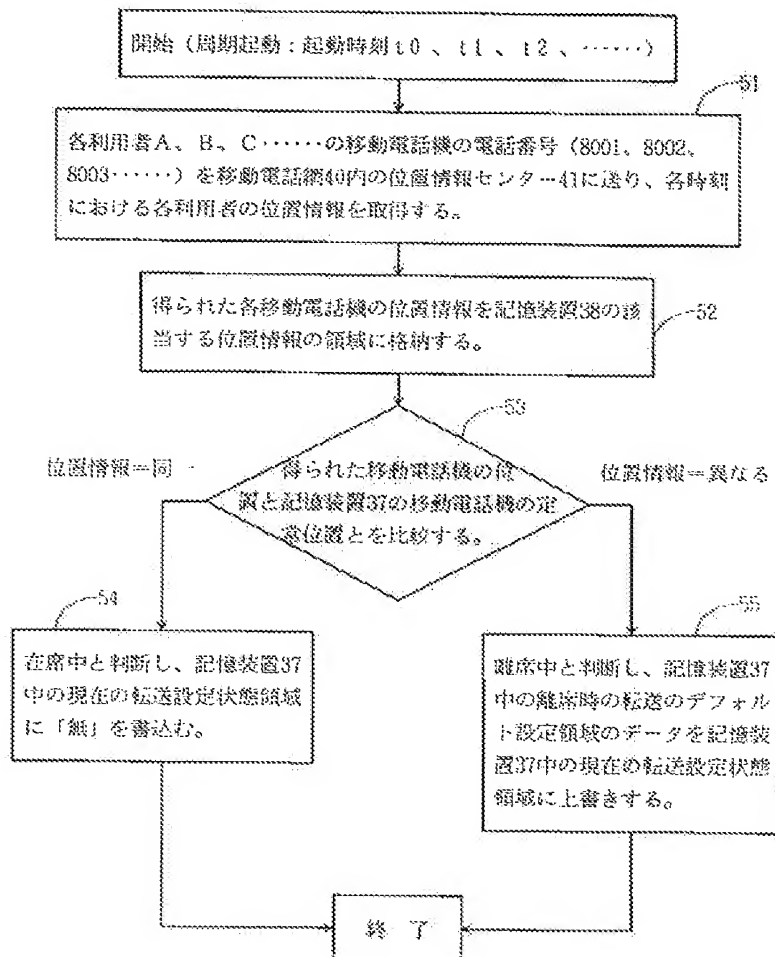 開始（周期起動：起動時刻t0、t1、t2、……）
51
各利用者A、B、C……の移動電話機の電話番号（8001、8002、
8003……）を移動電話網40内の位置情報センター41に送り、各時刻
における各利用者の位置情報を取得する。
得られた各移動電話機の位置情報を記憶装置38の該
当する位置情報の領域に格納する。
52
53
位置情報＝同一
得られた移動電話機の位
置と記憶装置37の移動電話機の定
常位置とを比較する。
位置情報＝異なる
54
在席中と判断し、記憶装置37
中の現在の転送設定状態領域
に「無」を書込む。
55
離席中と判断し、記憶装置37
中の離席時の転送のデフォル
ト設定領域のデータを記憶装
置37中の現在の転送設定状態
領域に上書きする。
終 了